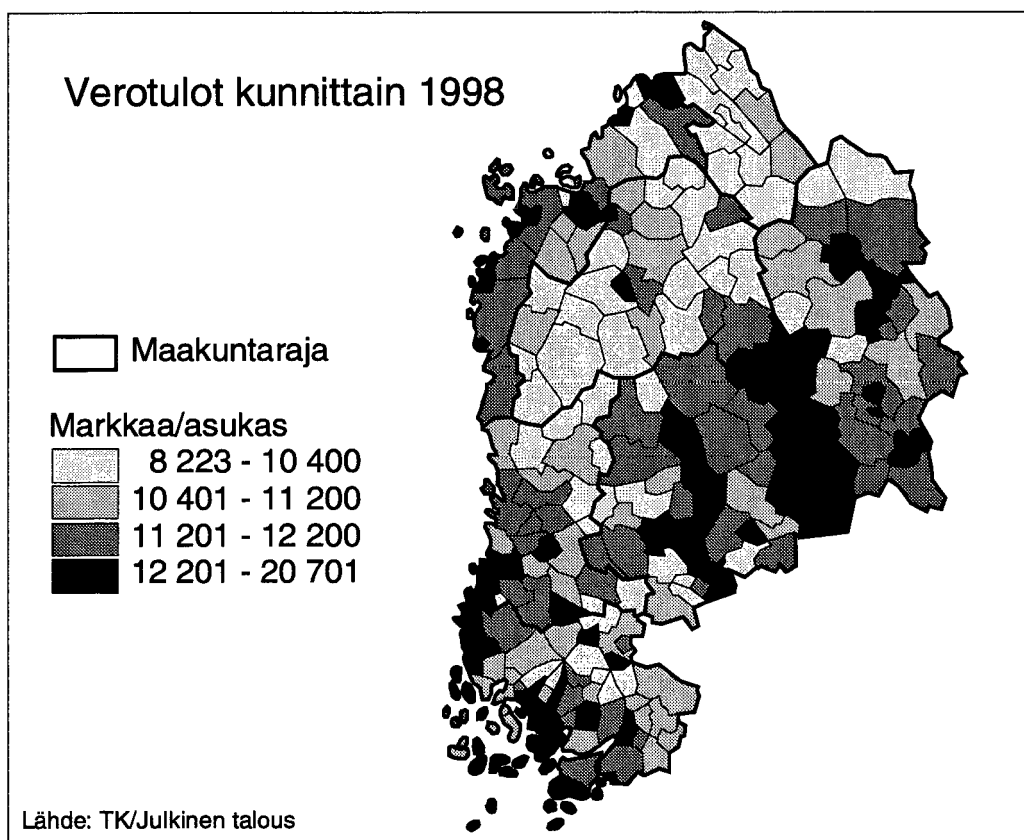 Verotulot kunnittain 1998
Maakuntaraja
Markkaa/asukas
8 223 - 10 400
10 401 - 11 200
11 201 - 12 200
12 201 - 20 701
Lähde: TK/Julkinen talous